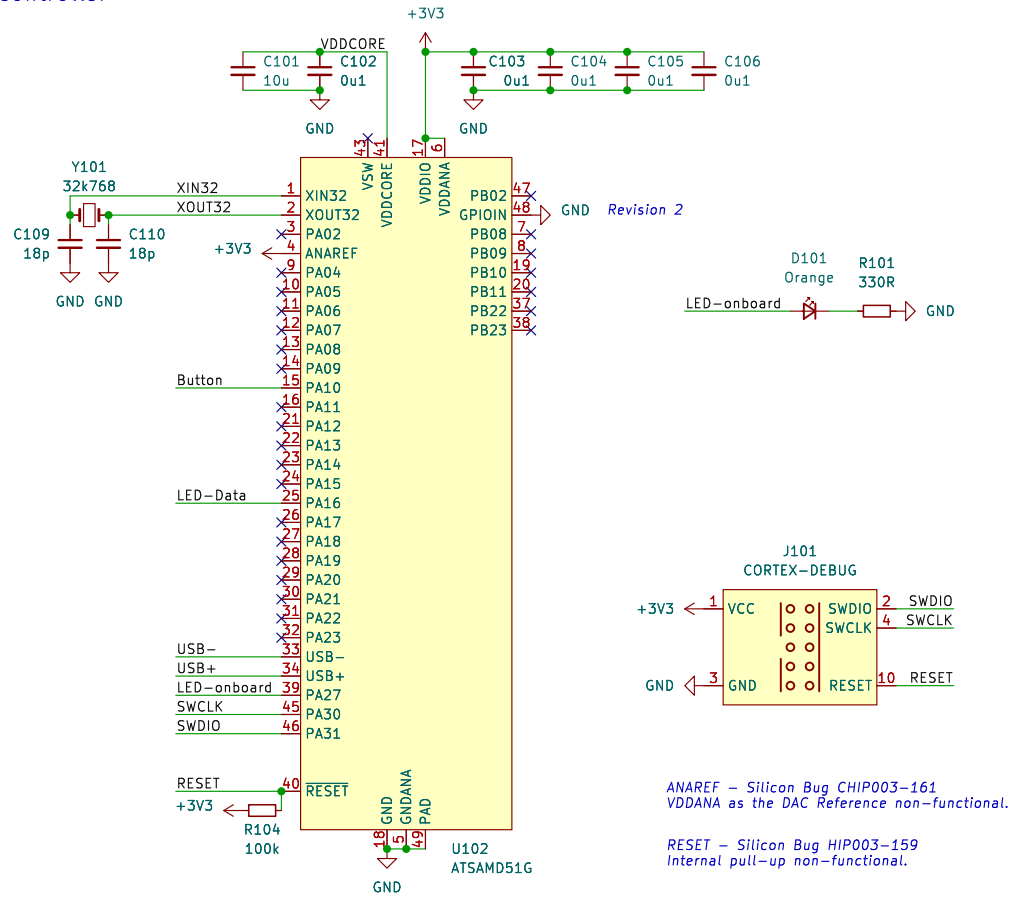 +3V3
VDDCORE
C101
10u
C102
0u1
C103
0u1
C104
0u1
C105
0u1
C106
0u1
GND
GND
43
41
17
6
VSW
VDDCORE
VDDIO
VDDANA
Y101
32k768
XIN32
XOUT32
C109
18p
C110
18p
GND
GND
+3V3
1 XIN32
2 XOUT32
3 PA02
4 ANAREF
9 PA04
10 PA05
11 PA06
12 PA07
13 PA08
14 PA09
Button
15 PA10
16 PA11
21 PA12
22 PA13
23 PA14
24 PA15
LED-Data
25 PA16
26 PA17
27 PA18
28 PA19
29 PA20
30 PA21
31 PA22
32 PA23
USB-
33 USB-
USB+
34 USB+
LED-onboard
39 PA27
SWCLK
45 PA30
SWDIO
46 PA31
RESET
40 RESET
+3V3
R104
100k
PB02 47
GPIOIN 48
PB08 7
PB09 8
PB10 19
PB11 20
PB22 37
PB23 38
GND
Revision 2
GND
GNDANA
PAD
18
5
49
GND
U102
ATSAMD51G
D101
Orange
R101
330R
LED-onboard
GND
J101
CORTEX-DEBUG
+3V3
1 VCC
SWDIO 2
SWDIO
SWCLK 4
SWCLK
GND
3 GND
RESET 10
RESET
ANAREF - Silicon Bug CHIP003-161
VDDANA as the DAC Reference non-functional.
RESET - Silicon Bug HIP003-159
Internal pull-up non-functional.